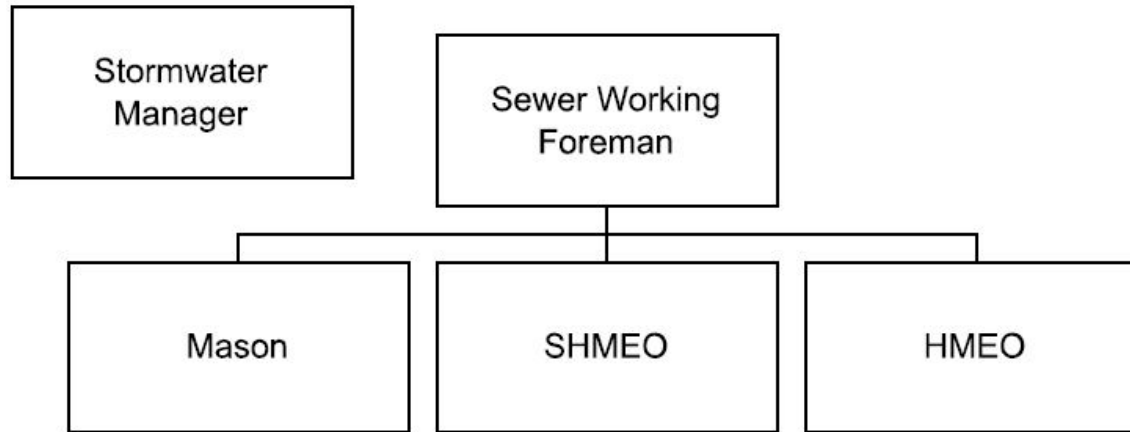 Stormwater
Manager
Sewer Working
Foreman
Mason
SHMEO
HMEO